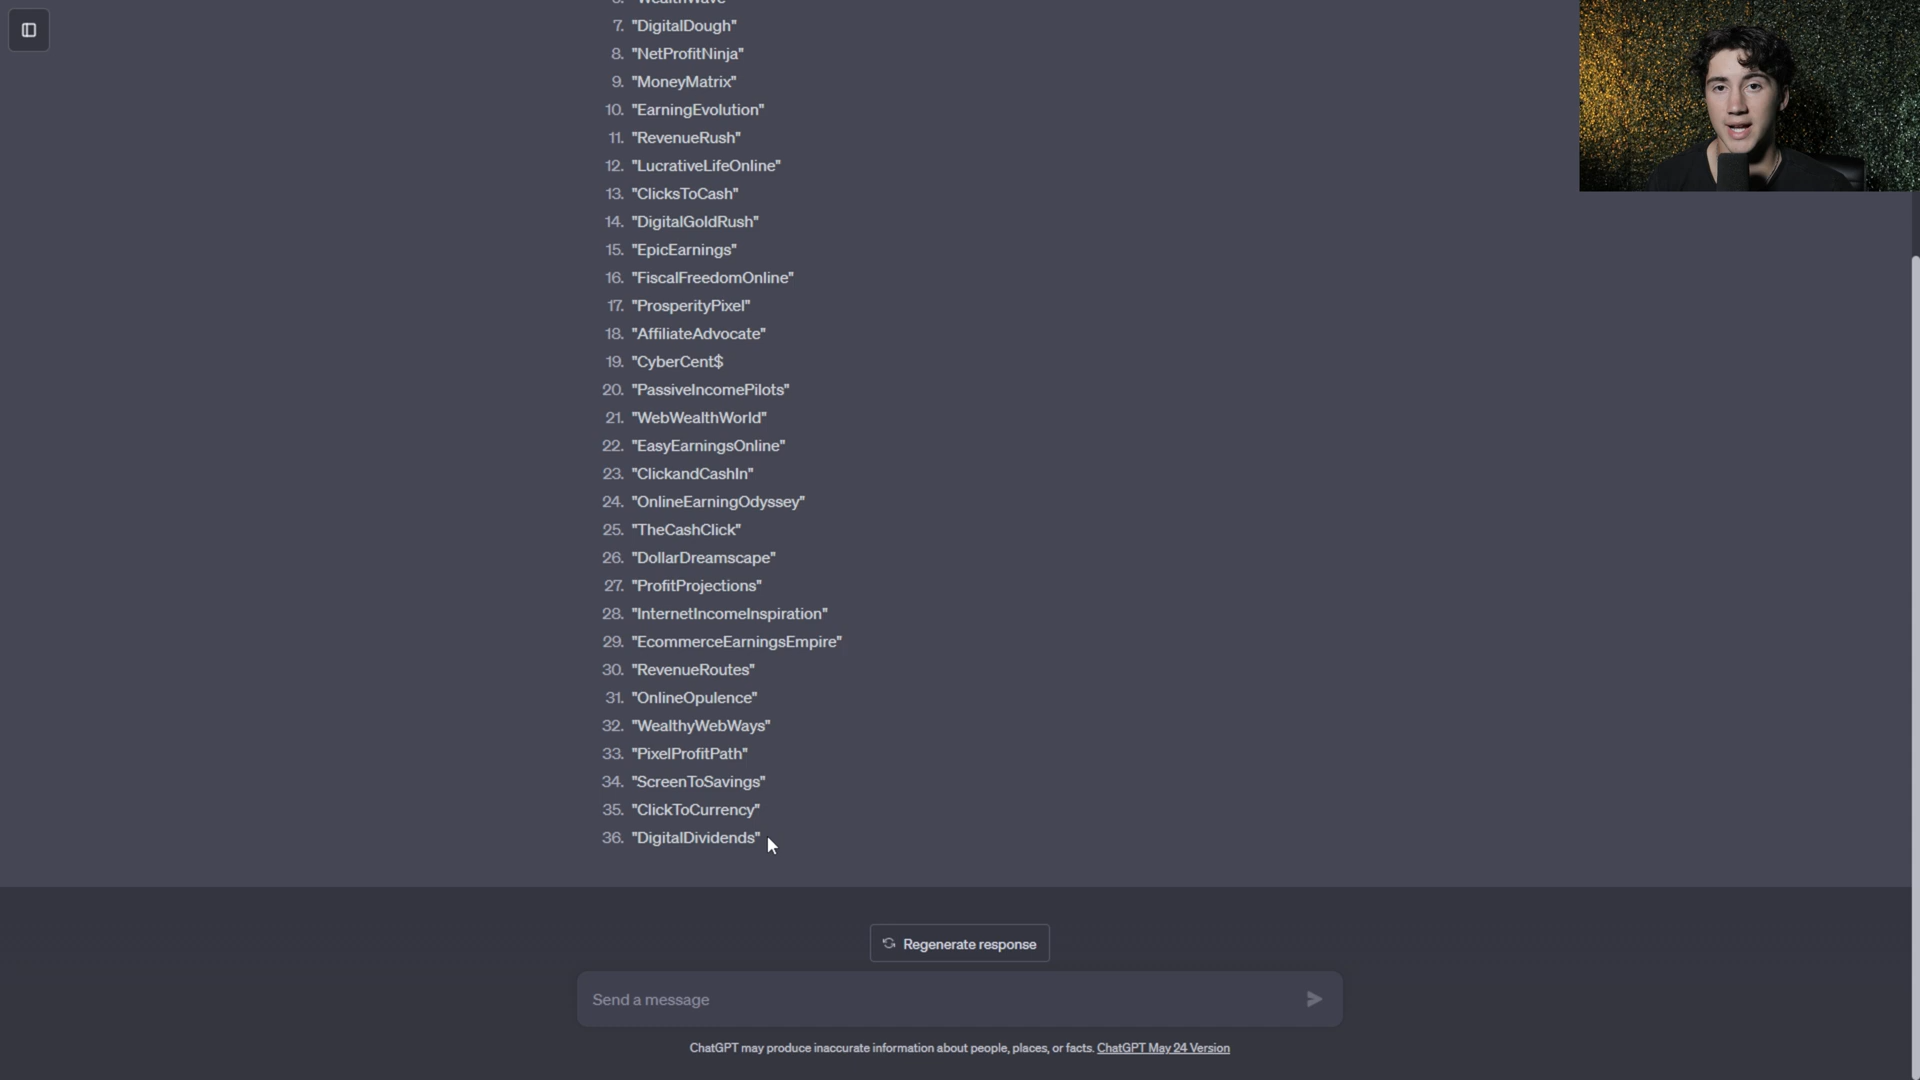 "WealthWave"
7. "DigitalDough"
8. "NetProfitNinja"
9. "MoneyMatrix"
10. "EarningEvolution"
11. "RevenueRush"
12. "LucrativeLifeOnline"
13. "ClicksToCash"
14. "DigitalGoldRush"
15. "EpicEarnings"
16. "FiscalFreedomOnline"
17. "ProsperityPixel"
18. "AffiliateAdvocate"
19. "CyberCent$
20. "PassiveIncomePilots"
21. "WebWealthWorld"
22. "EasyEarningsOnline"
23. "ClickandCashIn"
24. "OnlineEarningOdyssey"
25. "TheCashClick"
26. "DollarDreamscape"
27. "ProfitProjections"
28. "InternetIncomeInspiration"
29. "EcommerceEarningsEmpire"
30. "RevenueRoutes"
31. "OnlineOpulence"
32. "WealthyWebWays"
33. "PixelProfitPath"
34. "ScreenToSavings"
35. "ClickToCurrency"
36. "DigitalDividends"
Regenerate response
Send a message
ChatGPT may produce inaccurate information about people, places, or facts. ChatGPT May 24 Version